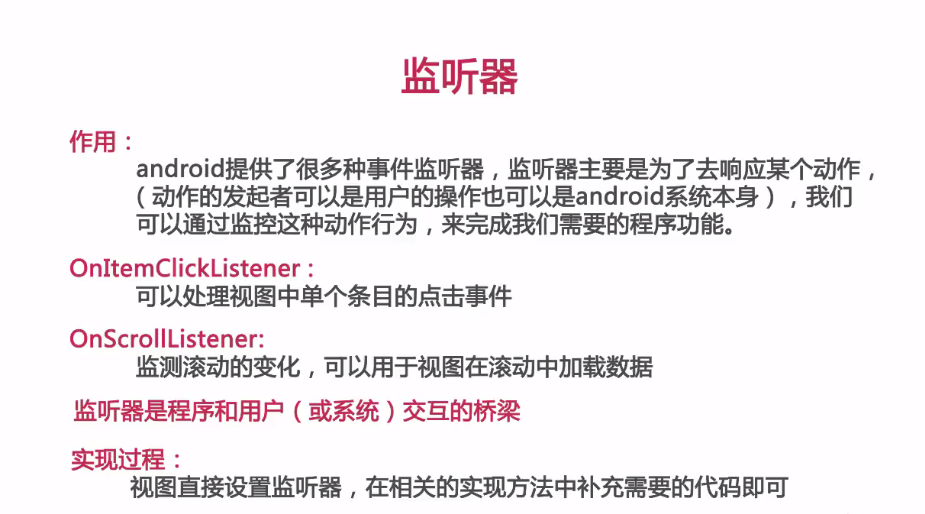 监听器
作用：
android提供了很多种事件监听器，监听器主要是为了去响应某个动作，
（动作的发起者可以是用户的操作也可以是android系统本身），我们
可以通过监控这种动作行为，来完成我们需要的程序功能。
OnItemClickListener：
可以处理视图中单个条目的点击事件
OnScrollListener:
监测滚动的变化，可以用于视图在滚动中加载数据
监听器是程序和用户（或系统）交互的桥梁
实现过程：
视图直接设置监听器，在相关的实现方法中补充需要的代码即可